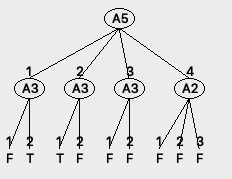 A5
1 2 3 4
A3 A3 A3 A2
1 2 1 2 1 2 1 2 3
F T T F F F F F F